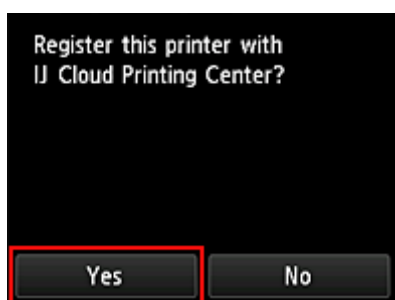 Register this printer with
IJ Cloud Printing Center?
Yes No